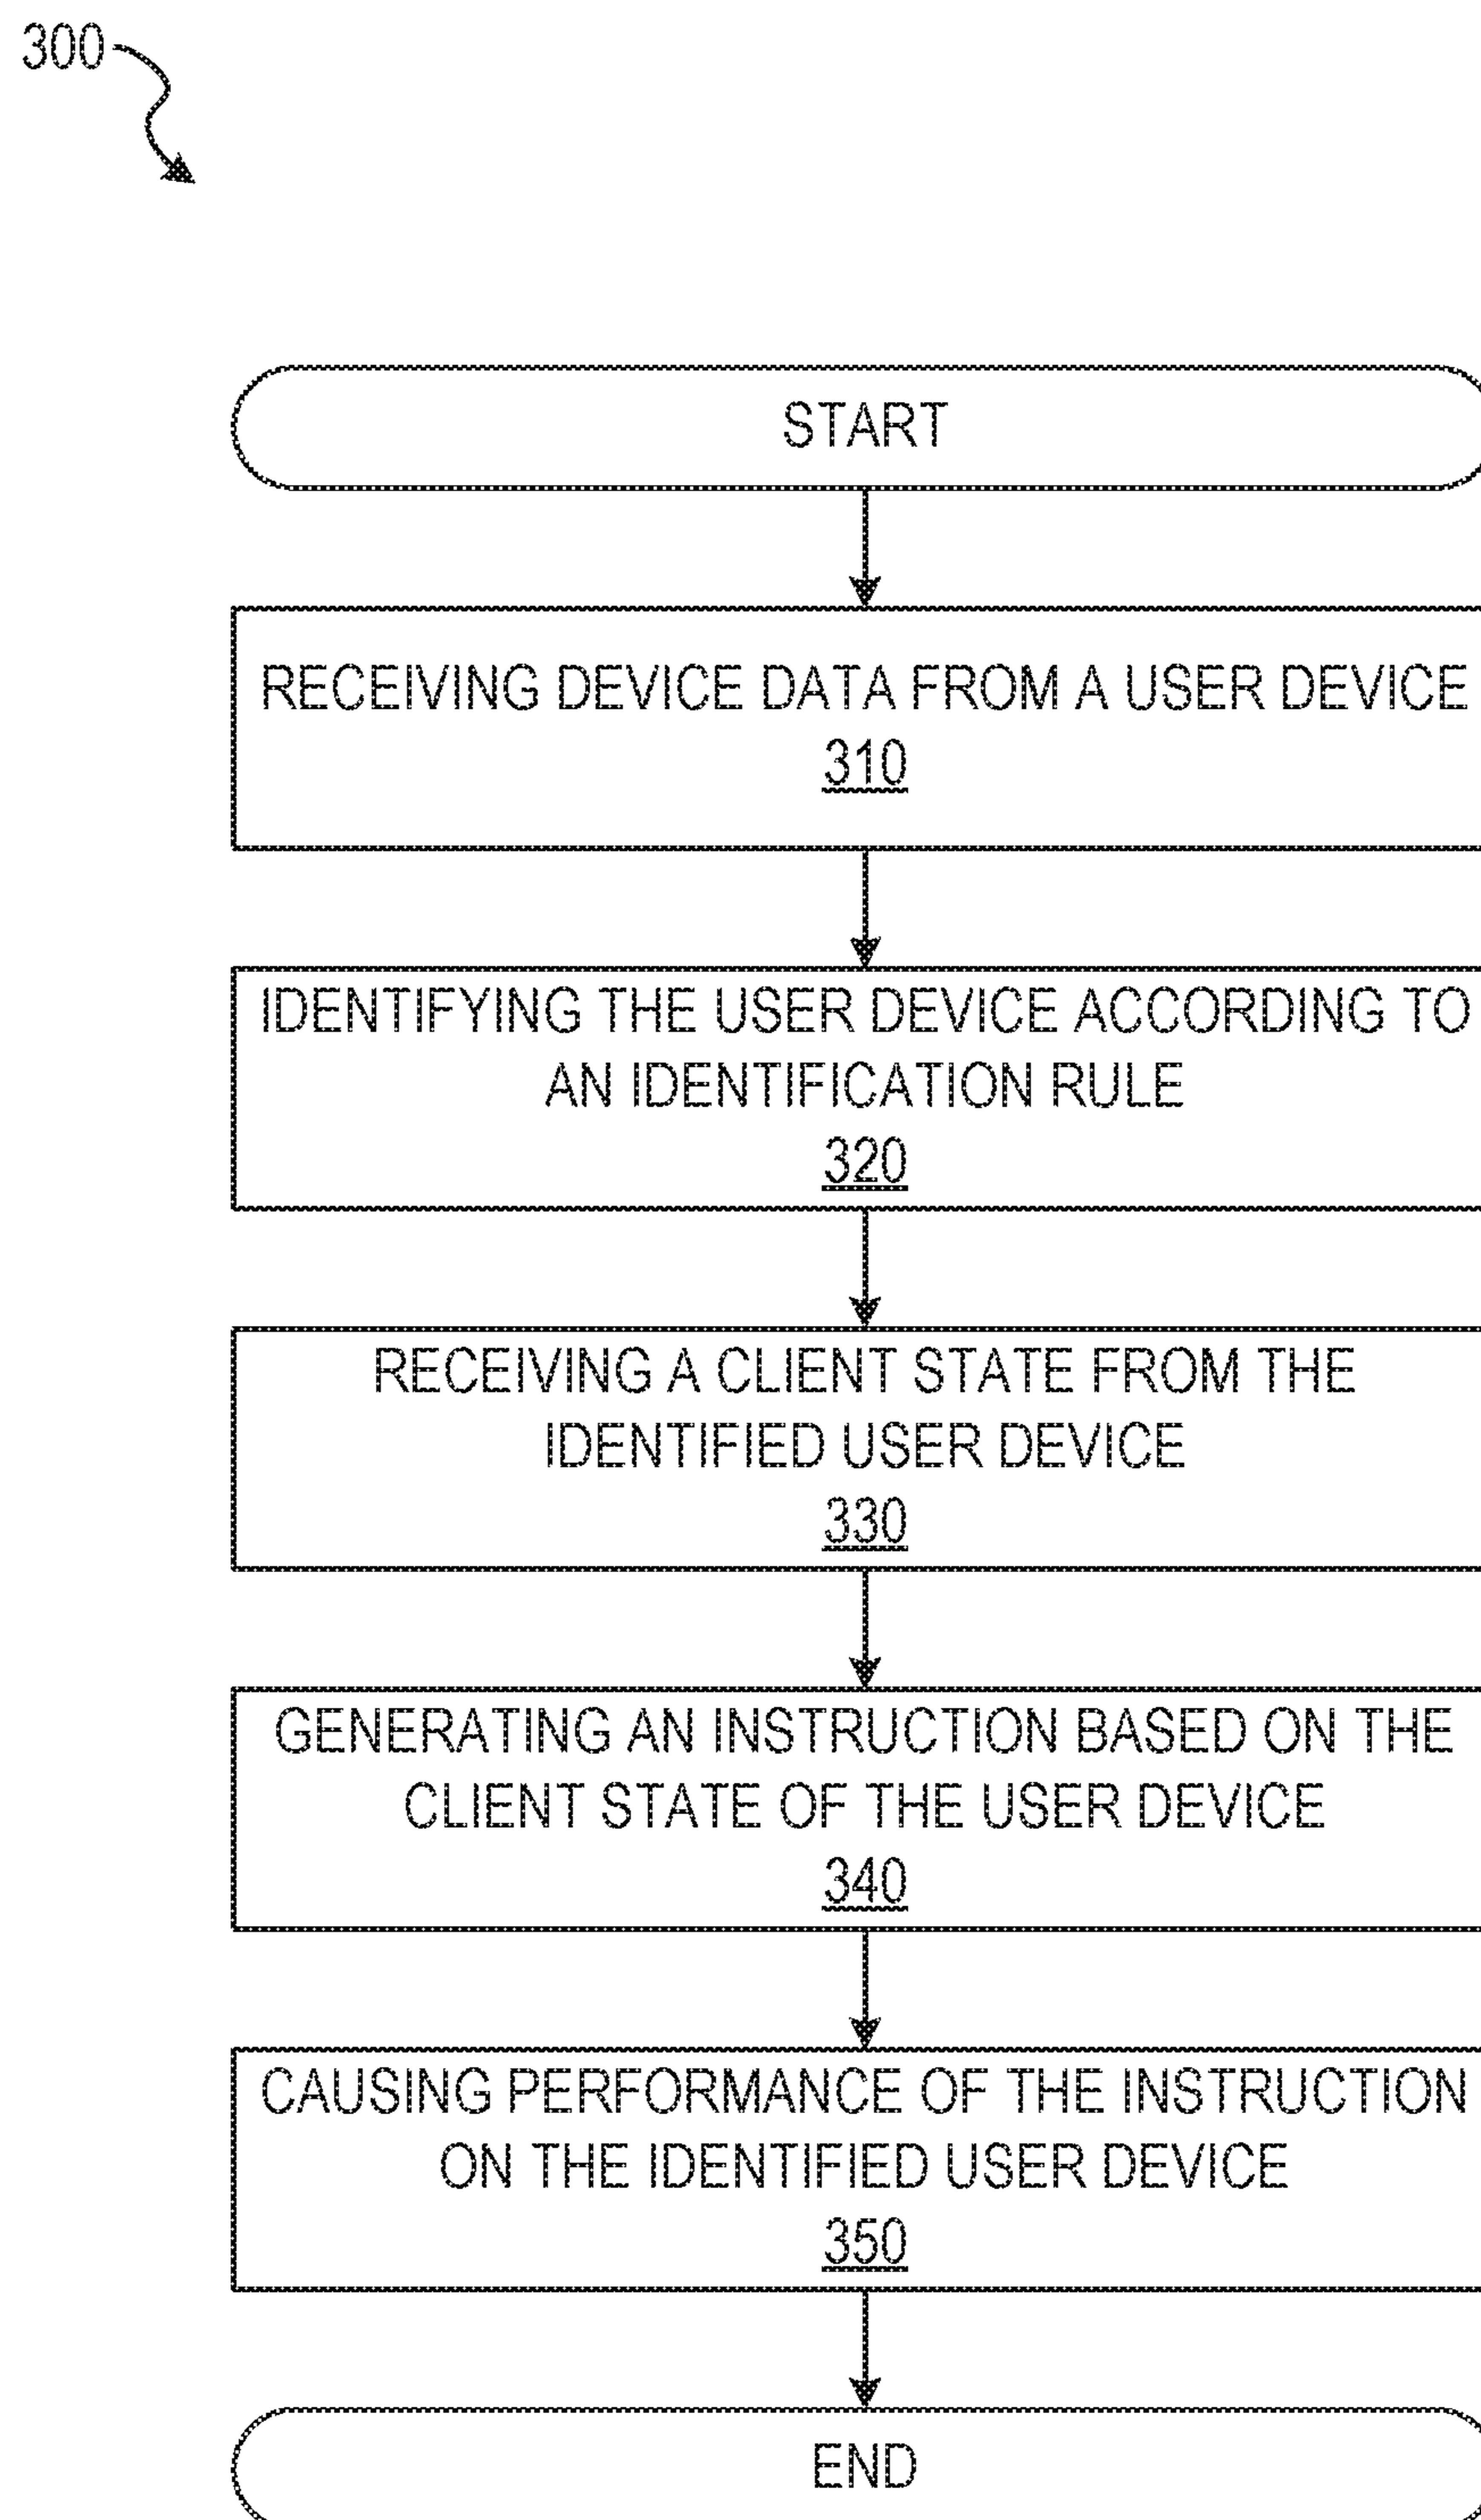 300
START
RECEIVING DEVICE DATA FROM A USER DEVICE
310
IDENTIFYING THE USER DEVICE ACCORDING TO
AN IDENTIFICATION RULE
320
RECEIVING A CLIENT STATE FROM THE
IDENTIFIED USER DEVICE
330
GENERATING AN INSTRUCTION BASED ON THE
CLIENT STATE OF THE USER DEVICE
340
CAUSING PERFORMANCE OF THE INSTRUCTION
ON THE IDENTIFIED USER DEVICE
350
END